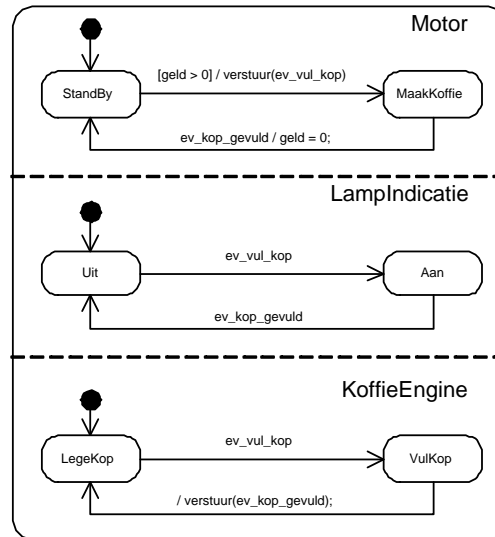 Motor
[geld > 0] / verstuur(ev_vul_kop)
StandBy
MaakKoffie
ev_kop_gevuld / geld = 0;
LampIndicatie
ev_vul_kop
Uit
Aan
ev_kop_gevuld
KoffieEngine
ev_vul_kop
LegeKop
VulKop
/ verstuur(ev_kop_gevuld);